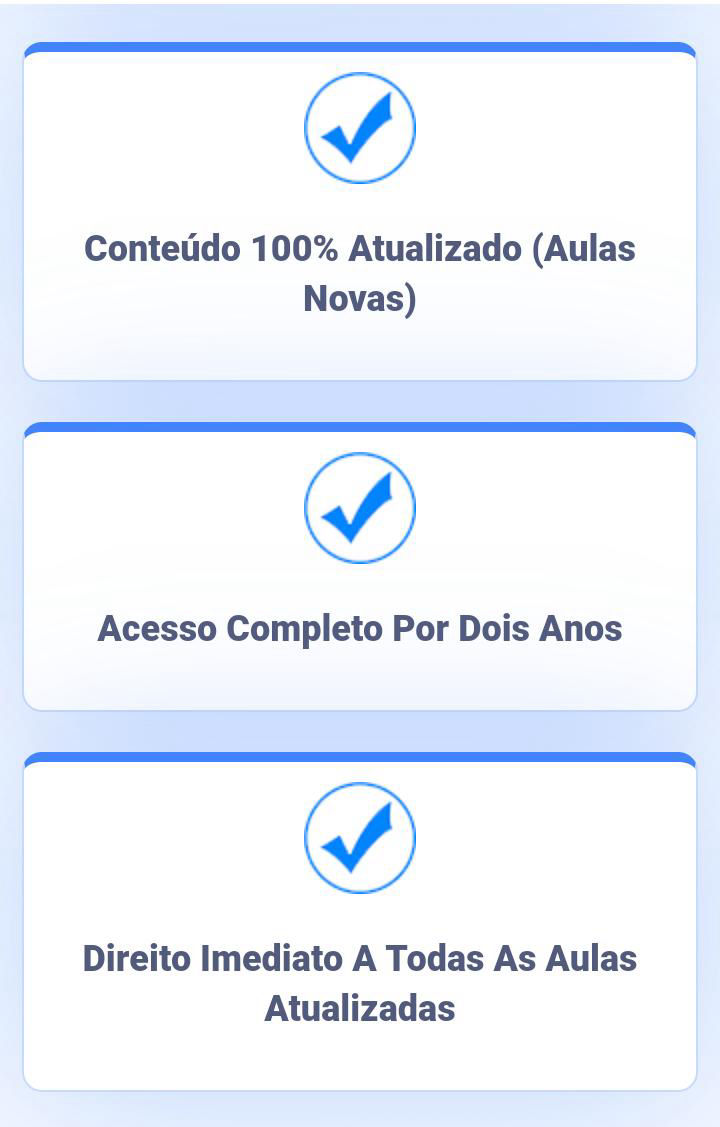 Conteúdo 100% Atualizado (Aulas
Novas)
Acesso Completo Por Dois Anos
Direito Imediato A Todas As Aulas
Atualizadas